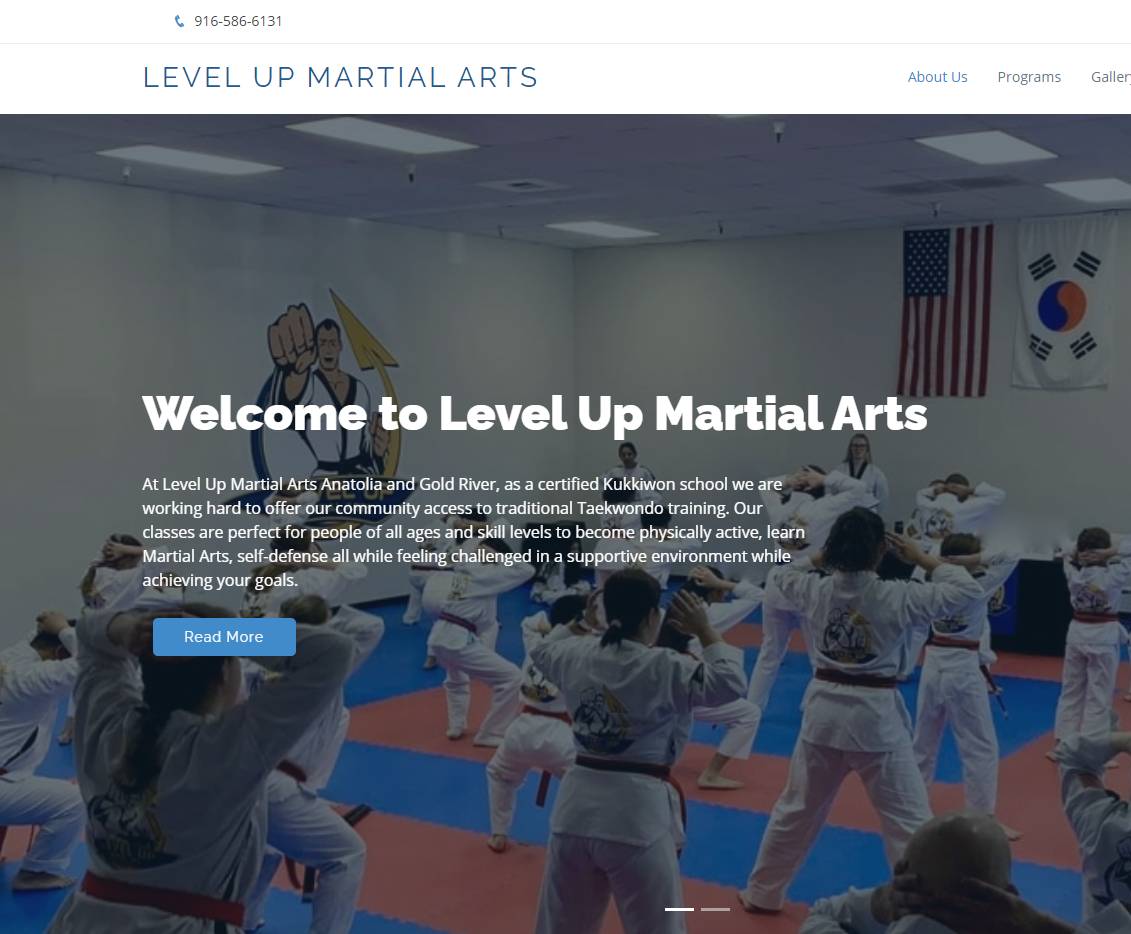 916-586-6131
LEVEL UP MARTIAL ARTS
About Us Programs Gallery
Welcome to Level Up Martial Arts
At Level Up Martial Arts Anatolia and Gold River, as a certified Kukkiwon school we are
working hard to offer our community access to traditional Taekwondo training. Our
classes are perfect for people of all ages and skill levels to become physically active, learn
Martial Arts, self-defense all while feeling challenged in a supportive environment while
achieving your goals.
Read More